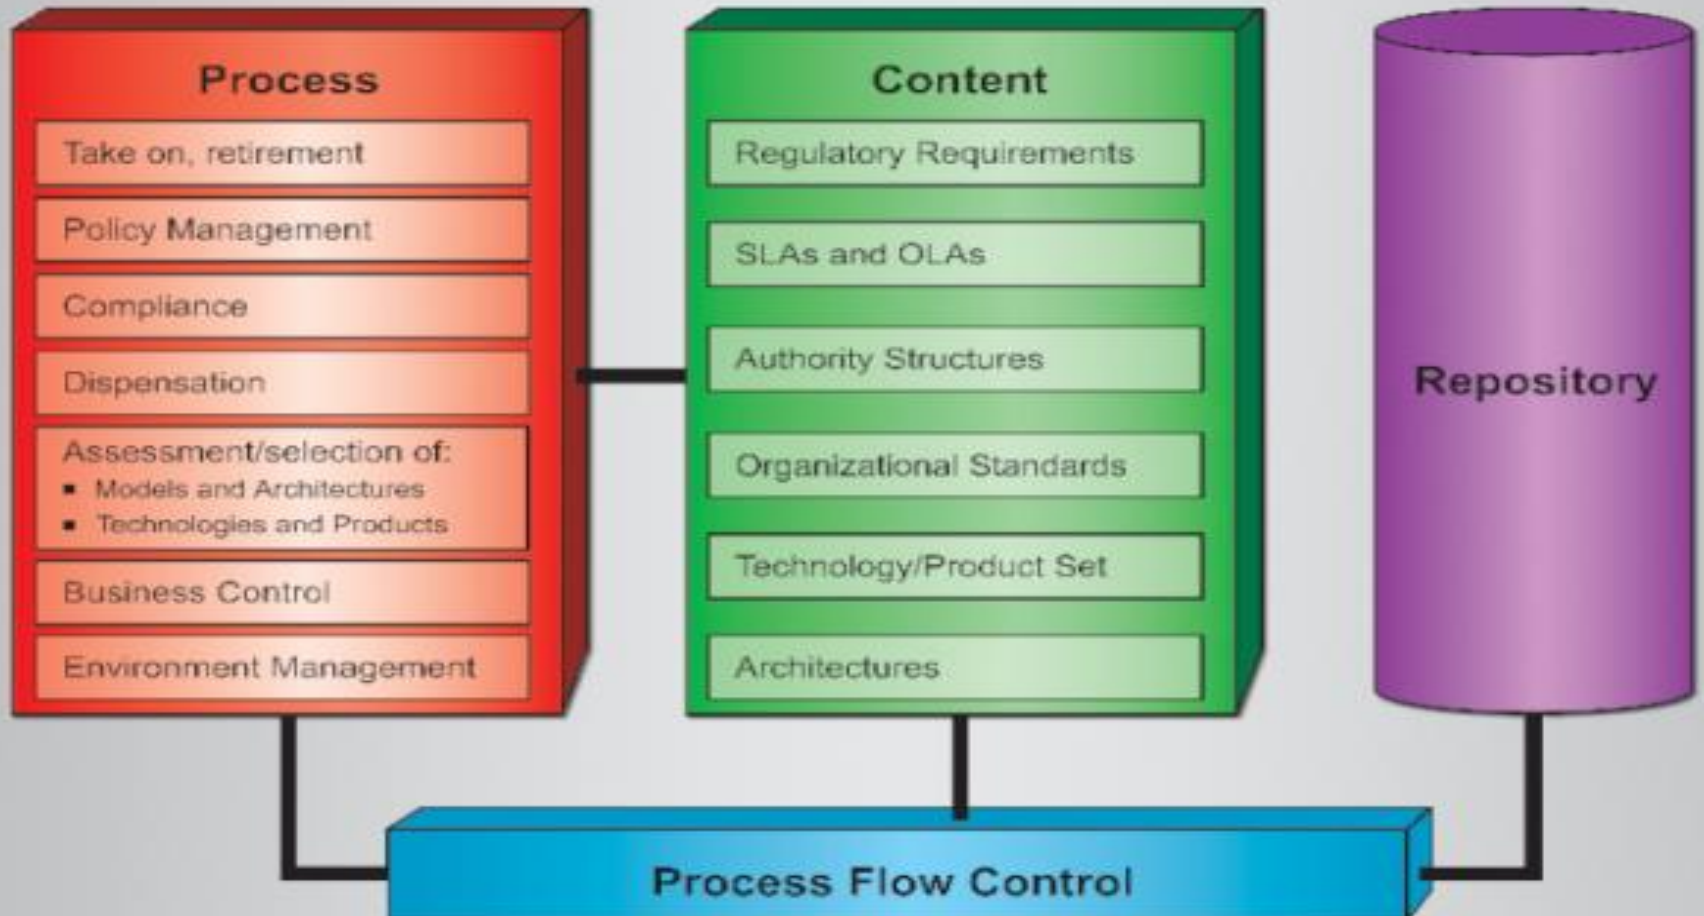 Process
Take on, retirement
Policy Management
Compliance
Dispensation
Assessment/selection of:
▪ Models and Architectures
▪ Technologies and Products
Business Control
Environment Management
Content
Regulatory Requirements
SLAs and OLAs
Authority Structures
Organizational Standards
Technology/Product Set
Architectures
Repository
Process Flow Control